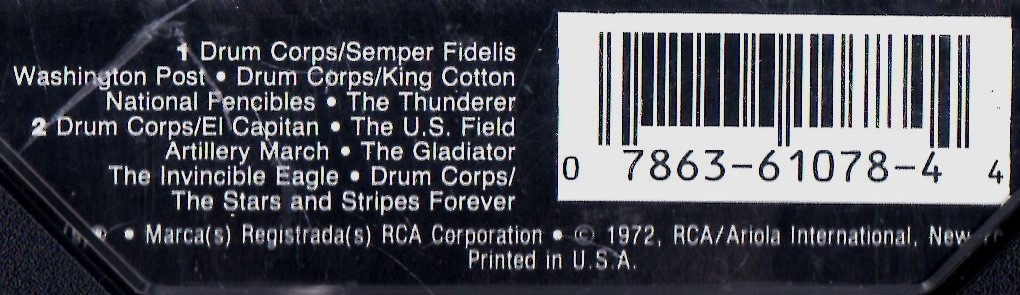 1 Drum Corps/Semper Fidelis
Washington Post • Drum Corps/King Cotton
National Fencibles • The Thunderer
2 Drum Corps/El Capitan • The U.S. Field
Artillery March • The Gladiator
The Invincible Eagle • Drum Corps/
The Stars and Stripes Forever
0 7863-61078-4 4
• Marca(s) Registrada(s) RCA Corporation • © 1972, RCA/Ariola International, New
Printed in U.S.A.